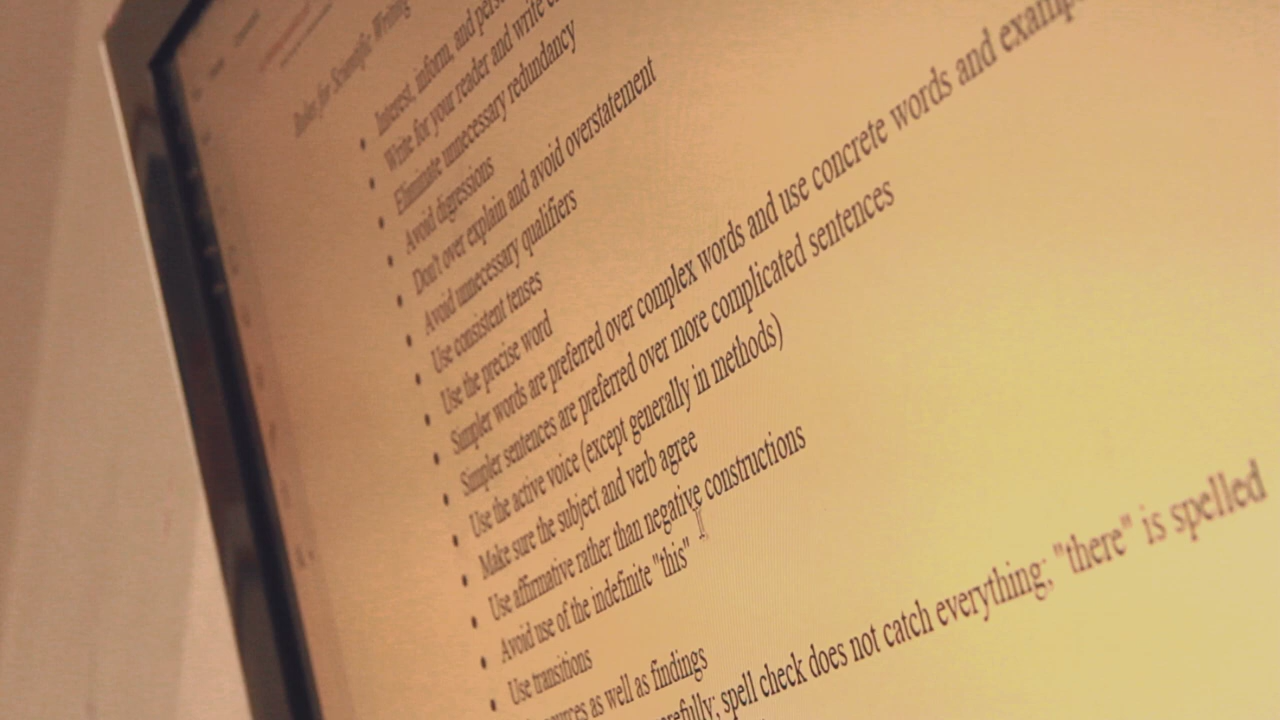 Rules for Scientific Writing
• Interest, inform, and
• Write for your reader and write
• Eliminate unnecessary redundancy
• Avoid digressions
• Don't over explain and avoid overstatement
• Avoid unnecessary qualifiers
• Use consistent tenses
• Use the precise word
• Simpler words are preferred over complex words and use concrete words and
• Simpler sentences are preferred over more complicated sentences
• Use the active voice (except generally in methods)
• Make sure the subject and verb agree
• Use affirmative rather than negative constructions
• Avoid use of the indefinite "this"
• Use transitions
as well as findings
spell check does not catch everything; "there" is spelled